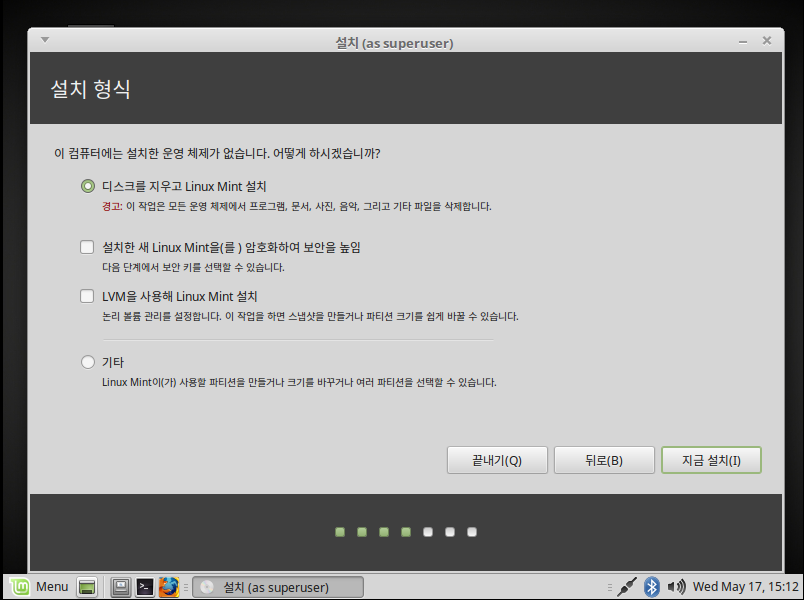 설치 (as superuser)
설치 형식
이 컴퓨터에는 설치한 운영 체제가 없습니다. 어떻게 하시겠습니까?
디스크를 지우고 Linux Mint 설치
경고: 이 작업은 모든 운영 체제에서 프로그램, 문서, 사진, 음악, 그리고 기타 파일을 삭제합니다.
설치한 새 Linux Mint을(를 ) 암호화하여 보안을 높임
다음 단계에서 보안 키를 선택할 수 있습니다.
LVM을 사용해 Linux Mint 설치
논리 볼륨 관리를 설정합니다. 이 작업을 하면 스냅샷을 만들거나 파티션 크기를 쉽게 바꿀 수 있습니다.
기타
Linux Mint이(가) 사용할 파티션을 만들거나 크기를 바꾸거나 여러 파티션을 선택할 수 있습니다.
끝내기(Q) 뒤로(B) 지금 설치(I)
Menu 설치 (as superuser) Wed May 17, 15:12